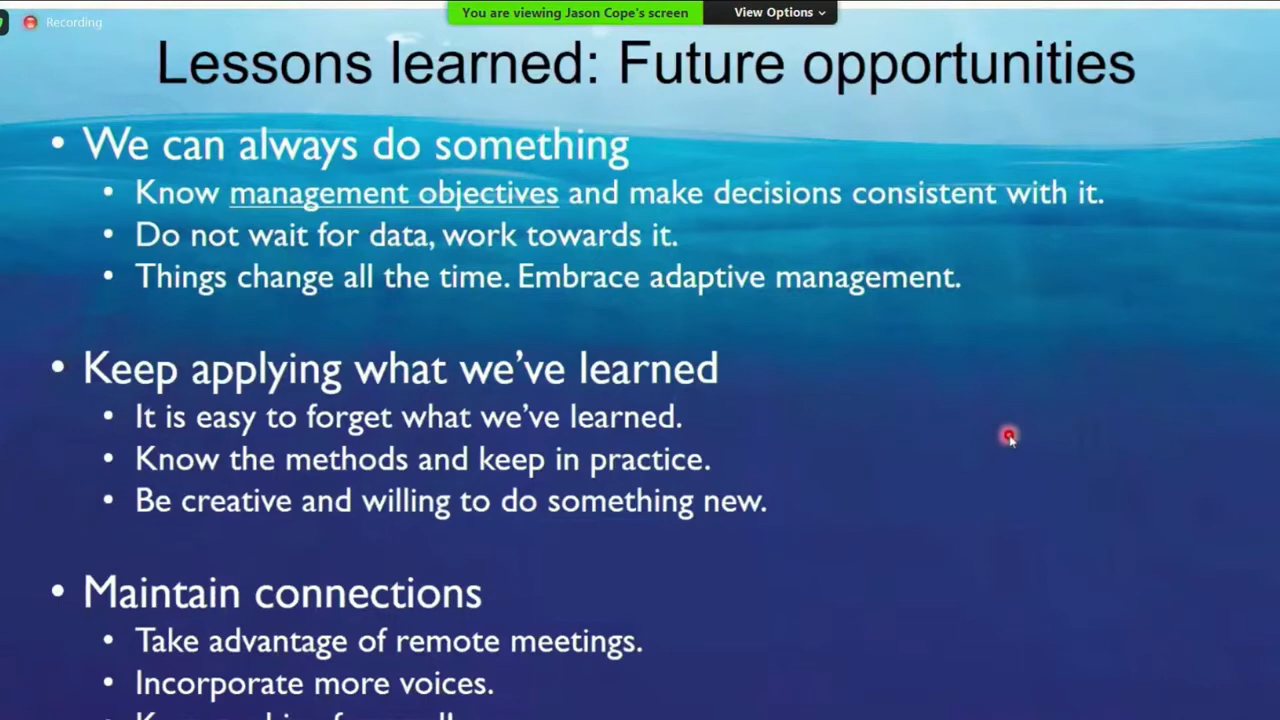 You are viewing Jason Cope's screen
View Options
Recording
Lessons learned: Future opportunities
• We can always do something
• Know management objectives and make decisions consistent with it.
• Do not wait for data, work towards it.
• Things change all the time. Embrace adaptive management.
• Keep applying what we've learned
• It is easy to forget what we've learned.
• Know the methods and keep in practice.
• Be creative and willing to do something new.
• Maintain connections
• Take advantage of remote meetings.
• Incorporate more voices.